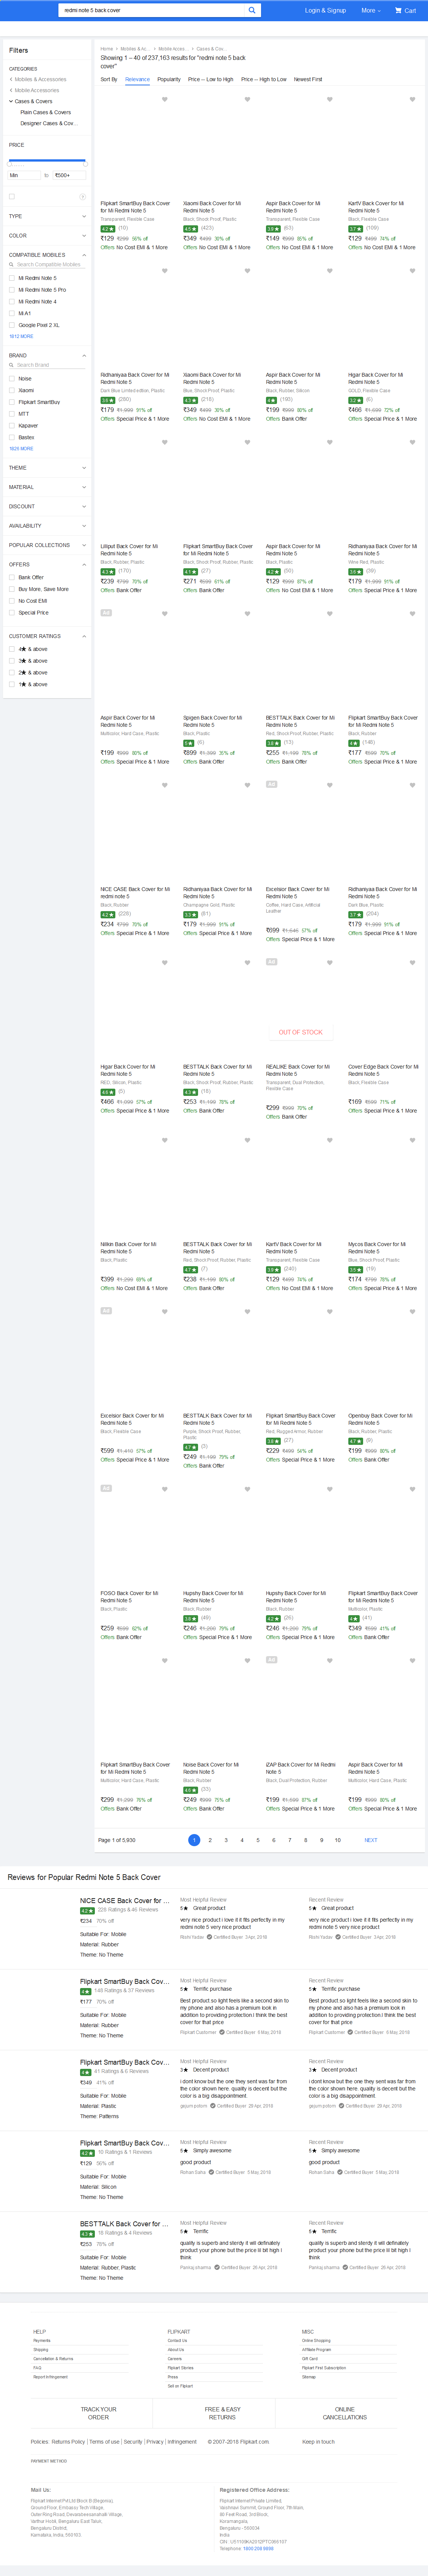 redmi note 5 back cover
Login & Signup
More
Cart
Filters
CATEGORIES
Mobiles & Accessories
Mobile Accessories
Cases & Covers
Plain Cases & Covers
Designer Cases & Cov...
PRICE
Min to ₹500+
?
TYPE
COLOR
COMPATIBLE MOBILES
Search Compatible Mobiles
Mi Redmi Note 5
Mi Redmi Note 5 Pro
Mi Redmi Note 4
Mi A1
Google Pixel 2 XL
1612 MORE
BRAND
Search Brand
Noise
Xiaomi
Flipkart SmartBuy
MTT
Kapaver
Bastex
1925 MORE
THEME
MATERIAL
DISCOUNT
AVAILABILITY
POPULAR COLLECTIONS
OFFERS
Bank Offer
Buy More, Save More
No Cost EMI
Special Price
CUSTOMER RATINGS
4★ & above
3★ & above
2★ & above
1★ & above
Home > Mobiles & Ac... > Mobile Acces... > Cases & Cov...
Showing 1 – 40 of 237,163 results for "redmi note 5 back
cover"
Sort By Relevance Popularity Price -- Low to High Price -- High to Low Newest First
Flipkart SmartBuy Back Cover for Mi Redmi Note 5
Transparent, Flexible Case
4.2★ (10)
₹129 ₹299 56% off
Offers No Cost EMI & 1 More
Xiaomi Back Cover for Mi Redmi Note 5
Black, Shock Proof, Plastic
4.5★ (423)
₹349 ₹499 30% off
Offers No Cost EMI & 1 More
Aspir Back Cover for Mi Redmi Note 5
Transparent, Flexible Case
3.8★ (63)
₹149 ₹999 85% off
Offers No Cost EMI & 1 More
KartV Back Cover for Mi Redmi Note 5
Black, Flexible Case
3.7★ (109)
₹129 ₹499 74% off
Offers No Cost EMI & 1 More
Ridhaniyaa Back Cover for Mi Redmi Note 5
Dark Blue Limited edition, Plastic
3.6★ (280)
₹179 ₹1,999 91% off
Offers Special Price & 1 More
Xiaomi Back Cover for Mi Redmi Note 5
Blue, Shock Proof, Plastic
4.3★ (218)
₹349 ₹499 30% off
Offers No Cost EMI & 1 More
Aspir Back Cover for Mi Redmi Note 5
Black, Rubber, Silicon
4★ (190)
₹199 ₹999 80% off
Offers Bank Offer
Higar Back Cover for Mi Redmi Note 5
GOLD, Flexible Case
3.2★ (6)
₹466 ₹1,699 72% off
Offers Special Price & 1 More
Lilliput Back Cover for Mi Redmi Note 5
Black, Rubber, Plastic
4.3★ (170)
₹239 ₹799 70% off
Offers Bank Offer
Flipkart SmartBuy Back Cover for Mi Redmi Note 5
Black, Shock Proof, Rubber, Plastic
4.1★ (27)
₹271 ₹699 61% off
Offers Bank Offer
Aspir Back Cover for Mi Redmi Note 5
Black, Plastic
4.2★ (55)
₹129 ₹999 87% off
Offers No Cost EMI & 1 More
Ridhaniyaa Back Cover for Mi Redmi Note 5
Wine Red, Plastic
3.8★ (39)
₹179 ₹1,999 91% off
Offers Special Price & 1 More
Ad
Aspir Back Cover for Mi Redmi Note 5
Multicolor, Hard Case, Plastic
₹199 ₹999 80% off
Offers Special Price & 1 More
Spigen Back Cover for Mi Redmi Note 5
Black, Plastic
5★ (6)
₹899 ₹1,399 35% off
Offers Bank Offer
BESTTALK Back Cover for Mi Redmi Note 5
Red, Shock Proof, Rubber, Plastic
3.8★ (13)
₹255 ₹1,199 78% off
Offers Bank Offer
Flipkart SmartBuy Back Cover for Mi Redmi Note 5
Black, Rubber
4★ (148)
₹177 ₹599 70% off
Offers Special Price & 1 More
NICE CASE Back Cover for Mi redmi note 5
Black, Rubber
4.2★ (228)
₹234 ₹799 70% off
Offers Special Price & 1 More
Ridhaniyaa Back Cover for Mi Redmi Note 5
Champagne Gold, Plastic
3.3★ (61)
₹179 ₹1,999 91% off
Offers Special Price & 1 More
Ad
Excelsior Back Cover for Mi Redmi Note 5
Coffee, Hard Case, Artificial Leather
₹699 ₹1,646 57% off
Offers Special Price & 1 More
Ridhaniyaa Back Cover for Mi Redmi Note 5
Dark Blue, Plastic
3.7★ (204)
₹179 ₹1,999 91% off
Offers Special Price & 1 More
Higar Back Cover for Mi Redmi Note 5
RED, Silicon, Plastic
4.6★ (5)
₹466 ₹1,099 57% off
Offers Special Price & 1 More
BESTTALK Back Cover for Mi Redmi Note 5
Black, Shock Proof, Rubber, Plastic
4.3★ (18)
₹253 ₹1,199 78% off
Offers Bank Offer
Ad
OUT OF STOCK
REALIKE Back Cover for Mi Redmi Note 5
Transparent, Dual Protection, Flexible Case
₹299 ₹999 70% off
Offers Bank Offer
Cover Edge Back Cover for Mi Redmi Note 5
Black, Flexible Case
₹169 ₹599 71% off
Offers Special Price & 1 More
Nillkin Back Cover for Mi Redmi Note 5
Black, Plastic
₹399 ₹1,299 69% off
Offers No Cost EMI & 1 More
BESTTALK Back Cover for Mi Redmi Note 5
Red, Shock Proof, Rubber, Plastic
4.7★ (7)
₹238 ₹1,199 80% off
Offers Bank Offer
KartV Back Cover for Mi Redmi Note 5
Transparent, Flexible Case
3.9★ (240)
₹129 ₹499 74% off
Offers No Cost EMI & 1 More
Mycos Back Cover for Mi Redmi Note 5
Blue, Shock Proof, Plastic
3.5★ (19)
₹174 ₹799 78% off
Offers Special Price & 1 More
Ad
Excelsior Back Cover for Mi Redmi Note 5
Black, Flexible Case
₹599 ₹1,410 57% off
Offers Special Price & 1 More
BESTTALK Back Cover for Mi Redmi Note 5
Purple, Shock Proof, Rubber, Plastic
4.7★ (3)
₹249 ₹1,199 79% off
Offers Bank Offer
Flipkart SmartBuy Back Cover for Mi Redmi Note 5
Red, Rugged Armor, Rubber
3.6★ (27)
₹229 ₹499 54% off
Offers Special Price & 1 More
Openbuy Back Cover for Mi Redmi Note 5
Black, Rubber, Plastic
4.7★ (9)
₹199 ₹999 80% off
Offers Bank Offer
Ad
FOSO Back Cover for Mi Redmi Note 5
Black, Plastic
₹259 ₹699 62% off
Offers Bank Offer
Hupshy Back Cover for Mi Redmi Note 5
Black, Rubber
3.8★ (49)
₹246 ₹1,200 79% off
Offers Special Price & 1 More
Hupshy Back Cover for Mi Redmi Note 5
Black, Rubber
4.2★ (26)
₹246 ₹1,200 79% off
Offers Special Price & 1 More
Flipkart SmartBuy Back Cover for Mi Redmi Note 5
Multicolor, Plastic
4★ (41)
₹349 ₹599 41% off
Offers Bank Offer
Flipkart SmartBuy Back Cover for Mi Redmi Note 5
Multicolor, Hard Case, Plastic
₹299 ₹1,299 76% off
Offers Bank Offer
Noise Back Cover for Mi Redmi Note 5
Black, Rubber
4.0★ (33)
₹249 ₹999 75% off
Offers Bank Offer
Ad
iZAP Back Cover for Mi Redmi Note 5
Black, Dual Protection, Rubber
₹199 ₹1,599 87% off
Offers Special Price & 1 More
Aspir Back Cover for Mi Redmi Note 5
Multicolor, Hard Case, Plastic
₹199 ₹999 80% off
Offers Special Price & 1 More
Page 1 of 5,930 1 2 3 4 5 6 7 8 9 10 NEXT
Reviews for Popular Redmi Note 5 Back Cover
NICE CASE Back Cover for ...
4.2★ 228 Ratings & 46 Reviews
₹234 70% off
Suitable For: Mobile
Material: Rubber
Theme: No Theme
Most Helpful Review
5★ Great product
very nice product i love it it fits perfectly in my redmi note 5 very nice product
Rishi Yadav Certified Buyer 3 Apr, 2018
Recent Review
5★ Great product
very nice product i love it it fits perfectly in my redmi note 5 very nice product
Rishi Yadav Certified Buyer 3 Apr, 2018
Flipkart SmartBuy Back Cov...
4★ 148 Ratings & 37 Reviews
₹177 70% off
Suitable For: Mobile
Material: Rubber
Theme: No Theme
Most Helpful Review
5★ Terrific purchase
Best product so light feels like a second skin to my phone and also has a premium look in addition to providing protection.I think the best cover for that price
Flipkart Customer Certified Buyer 8 May, 2018
Recent Review
5★ Terrific purchase
Best product so light feels like a second skin to my phone and also has a premium look in addition to providing protection.I think the best cover for that price
Flipkart Customer Certified Buyer 8 May, 2018
Flipkart SmartBuy Back Cov...
4★ 41 Ratings & 6 Reviews
₹349 41% off
Suitable For: Mobile
Material: Plastic
Theme: Patterns
Most Helpful Review
3★ Decent product
i dont know but the one they sent was far from the color shown here. quality is decent but the color is a big disappointment.
Certified Buyer 28 Apr, 2018
Recent Review
3★ Decent product
i dont know but the one they sent was far from the color shown here. quality is decent but the color is a big disappointment.
Certified Buyer 28 Apr, 2018
Flipkart SmartBuy Back Cov...
4.2★ 10 Ratings & 1 Reviews
₹129 56% off
Suitable For: Mobile
Material: Silicon
Theme: No Theme
Most Helpful Review
5★ Simply awesome
good product
Rohan Saha Certified Buyer 5 May, 2018
Recent Review
5★ Simply awesome
good product
Rohan Saha Certified Buyer 5 May, 2018
BESTTALK Back Cover for ...
4.3★ 18 Ratings & 4 Reviews
₹253 78% off
Suitable For: Mobile
Material: Rubber, Plastic
Theme: No Theme
Most Helpful Review
5★ Terrific
quality is superb and sterdy it will definalely product your phone but the price lil bit high I think
Pankaj sharma Certified Buyer 26 Apr, 2018
Recent Review
5★ Terrific
quality is superb and sterdy it will definalely product your phone but the price lil bit high I think
Pankaj sharma Certified Buyer 26 Apr, 2018
HELP
Payments
Shipping
Cancellation & Returns
FAQ
Report Infringement
FLIPKART
Contact Us
About Us
Careers
Flipkart Stories
Press
Sell on Flipkart
MISC
Online Shopping
Affiliate Program
Gift Card
Flipkart First Subscription
Sitemap
TRACK YOUR ORDER
FREE & EASY RETURNS
ONLINE CANCELLATIONS
Policies: Returns Policy | Terms of use | Security | Privacy | Infringement © 2007-2018 Flipkart.com Keep in touch
PAYMENT METHOD
Mail Us:
Flipkart Internet Pvt Ltd Block B (Begonia),
Ground Floor, Embassy Tech Village,
Outer Ring Road, Devarabeesanahalli Village,
Varthur Hobli, Bengaluru East Taluk,
Bengaluru District,
Karnataka, India, 560103.
Registered Office Address:
Flipkart Internet Private Limited,
Vaishnavi Summit, Ground Floor, 7th Main,
80 Feet Road, 3rd Block,
Koramangala,
Bengaluru - 560034
India
CIN : U51109KA2012PTC066107
Telephone: 1800 208 9898